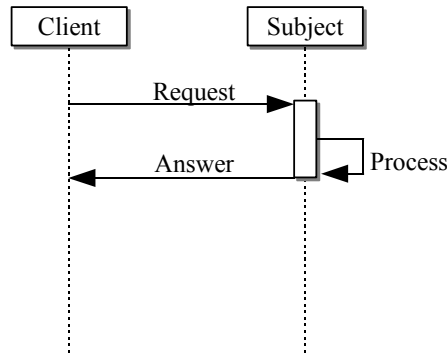 Client
Subject
Request
Process
Answer